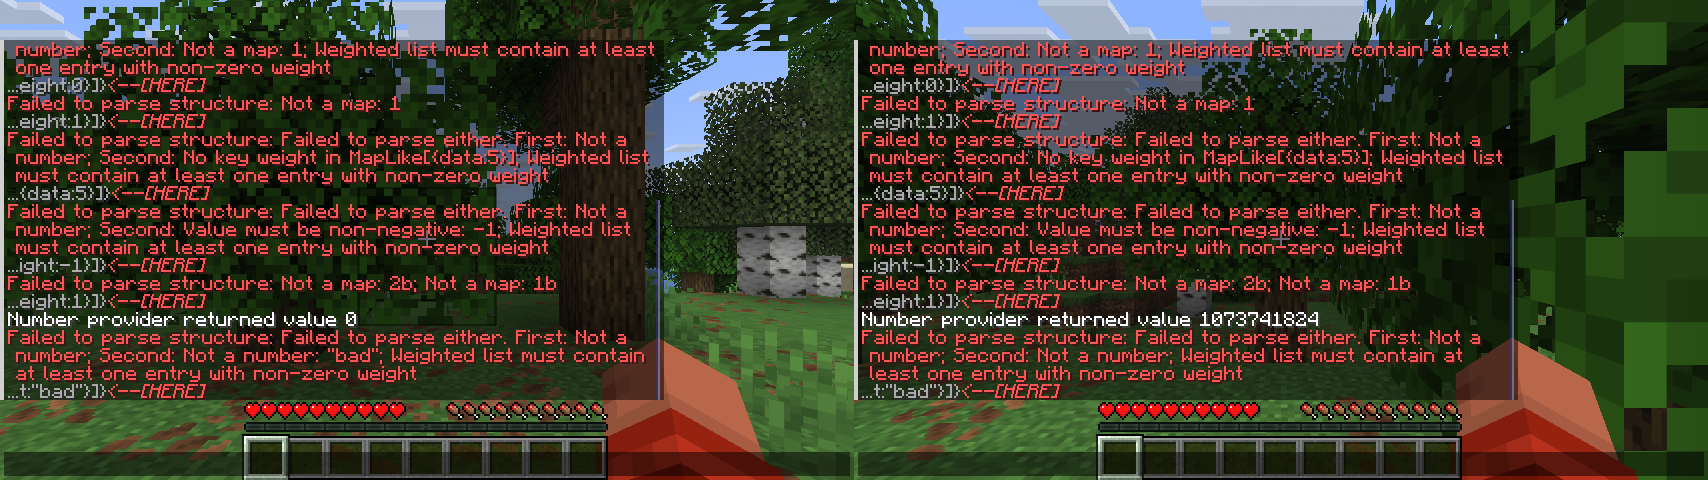 number; Second: Not a map: 1; Weighted list must contain at least
one entry with non-zero weight
...eight:0}]}<--[HERE]
Failed to parse structure: Not a map: 1
...eight:1}]}<--[HERE]
Failed to parse structure: Failed to parse either. First: Not a
number; Second: No key weight in MapLike[{data:5}]; Weighted list
must contain at least one entry with non-zero weight
...{data:5}]}<--[HERE]
Failed to parse structure: Failed to parse either. First: Not a
number; Second: Value must be non-negative: -1; Weighted list
must contain at least one entry with non-zero weight
...ight:-1}]}<--[HERE]
Failed to parse structure: Not a map: 2b; Not a map: 1b
...eight:1}]}<--[HERE]
Number provider returned value 0
Failed to parse structure: Failed to parse either. First: Not a
number; Second: Not a number: "bad"; Weighted list must contain
at least one entry with non-zero weight
...t:"bad"}]}<--[HERE]
number; Second: Not a map: 1; Weighted list must contain at least
one entry with non-zero weight
...eight:0}]}<--[HERE]
Failed to parse structure: Not a map: 1
...eight:1}]}<--[HERE]
Failed to parse structure: Failed to parse either. First: Not a
number; Second: No key weight in MapLike[{data:5}]; Weighted list
must contain at least one entry with non-zero weight
...{data:5}]}<--[HERE]
Failed to parse structure: Failed to parse either. First: Not a
number; Second: Value must be non-negative: -1; Weighted list
must contain at least one entry with non-zero weight
...ight:-1}]}<--[HERE]
Failed to parse structure: Not a map: 2b; Not a map: 1b
...eight:1}]}<--[HERE]
Number provider returned value 1073741824
Failed to parse structure: Failed to parse either. First: Not a
number; Second: Not a number; Weighted list must contain at
least one entry with non-zero weight
...t:"bad"}]}<--[HERE]